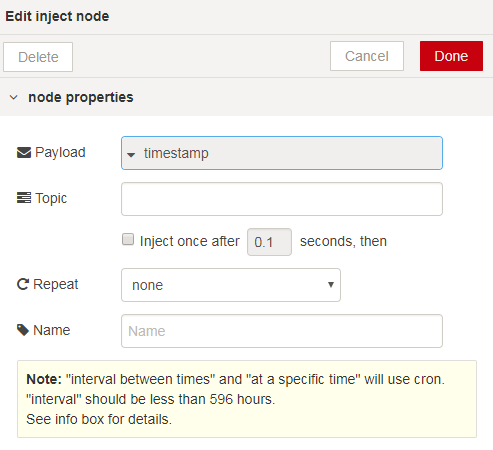 Edit inject node
Delete Cancel Done
node properties
Payload timestamp
Topic
Inject once after 0.1 seconds, then
Repeat none
Name Name
Note: "interval between times" and "at a specific time" will use cron.
"interval" should be less than 596 hours.
See info box for details.